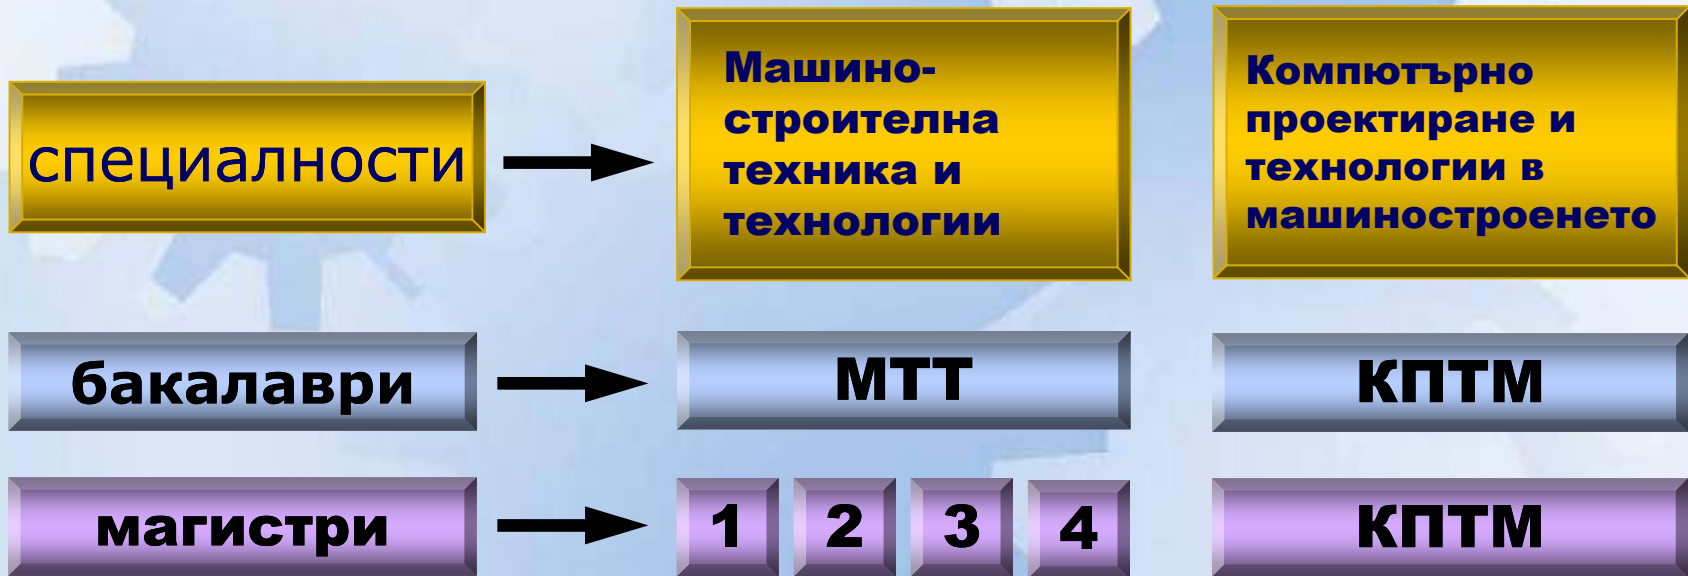 специалности
Машино-
строителна
техника и
технологии
Компютърно
проектиране и
технологии в
машиностроенето
бакалаври
МТТ
КПТМ
магистри
1
2
3
4
КПТМ